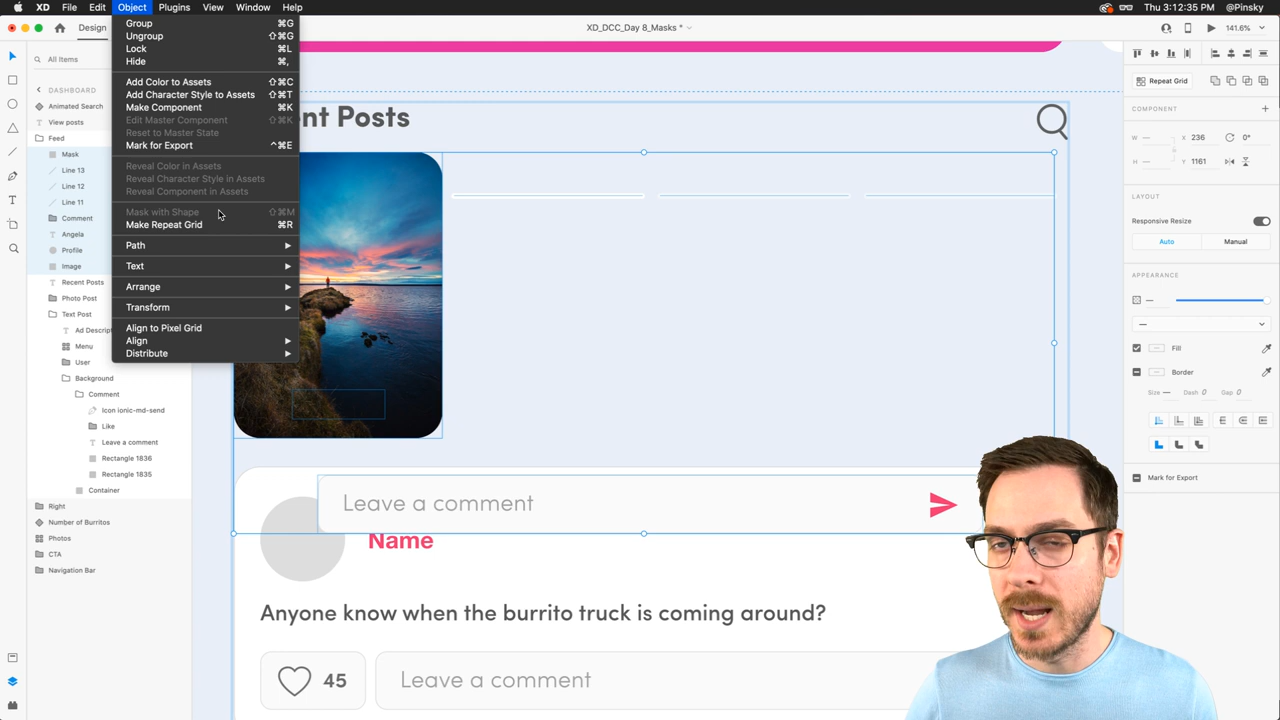 XD File Edit Object Plugins View Window Help
Thu 3:12:35 PM @Pinsky
Design
XD_DCC_Day 8_Masks *
141.6%
All Items
DASHBOARD
Animated Search
View posts
Feed
Mask
Line 13
Line 12
Line 11
Comment
Angela
Profile
Image
Recent Posts
Photo Post
Text Post
Ad Descript
Menu
User
Background
Comment
Icon ionic-md-send
Like
Leave a comment
Rectangle 1836
Rectangle 1835
Container
Right
Number of Burritos
Photos
CTA
Navigation Bar
Group ⌘G
Ungroup ⇧⌘G
Lock ⌘L
Hide ⌘,
Add Color to Assets ⇧⌘C
Add Character Style to Assets ⇧⌘T
Make Component ⌘K
Edit Master Component ⇧⌘K
Reset to Master State
Mark for Export ^⌘E
Reveal Color in Assets
Reveal Character Style in Assets
Reveal Component in Assets
Mask with Shape ⇧⌘M
Make Repeat Grid ⌘R
Path
Text
Arrange
Transform
Align to Pixel Grid
Align
Distribute
nt Posts
Leave a comment
Name
Anyone know when the burrito truck is coming around?
45
Leave a comment
Repeat Grid
COMPONENT
W — X 236 0°
H — Y 1161
LAYOUT
Responsive Resize
Auto Manual
APPEARANCE
Fill
Border
Size — Dash 0 Gap 0
Mark for Export